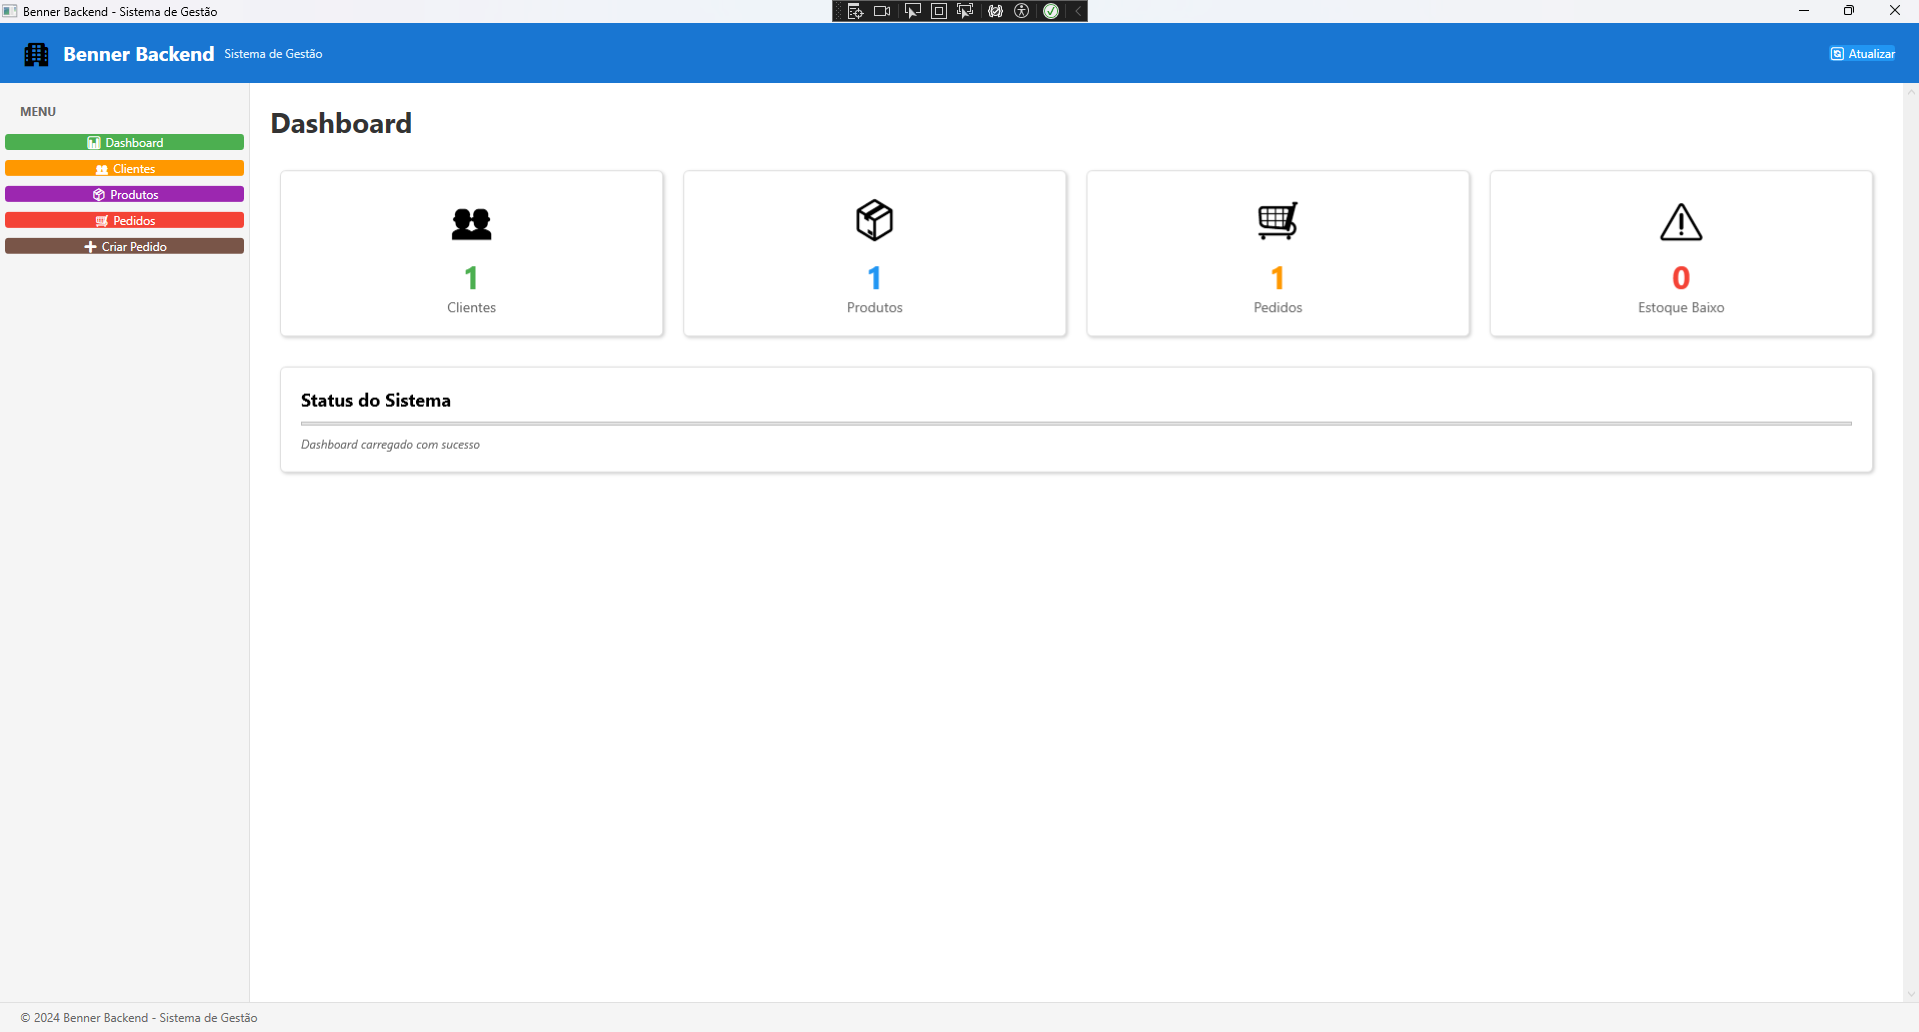 Benner Backend - Sistema de Gestão
Benner Backend Sistema de Gestão
Atualizar
MENU
Dashboard
Clientes
Produtos
Pedidos
Criar Pedido
Dashboard
1
Clientes
1
Produtos
1
Pedidos
0
Estoque Baixo
Status do Sistema
Dashboard carregado com sucesso
© 2024 Benner Backend - Sistema de Gestão